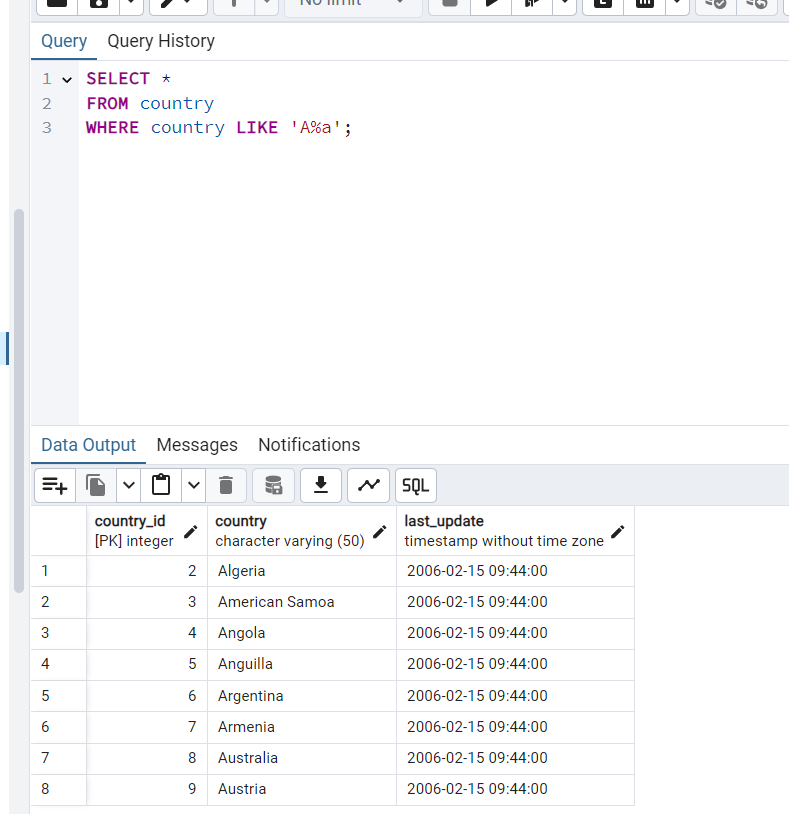 No limit
Query Query History
1 SELECT *
2 FROM country
3 WHERE country LIKE 'A%a';
Data Output Messages Notifications
SQL
country_id country last_update
[PK] integer character varying (50) timestamp without time zone
1 2 Algeria 2006-02-15 09:44:00
2 3 American Samoa 2006-02-15 09:44:00
3 4 Angola 2006-02-15 09:44:00
4 5 Anguilla 2006-02-15 09:44:00
5 6 Argentina 2006-02-15 09:44:00
6 7 Armenia 2006-02-15 09:44:00
7 8 Australia 2006-02-15 09:44:00
8 9 Austria 2006-02-15 09:44:00